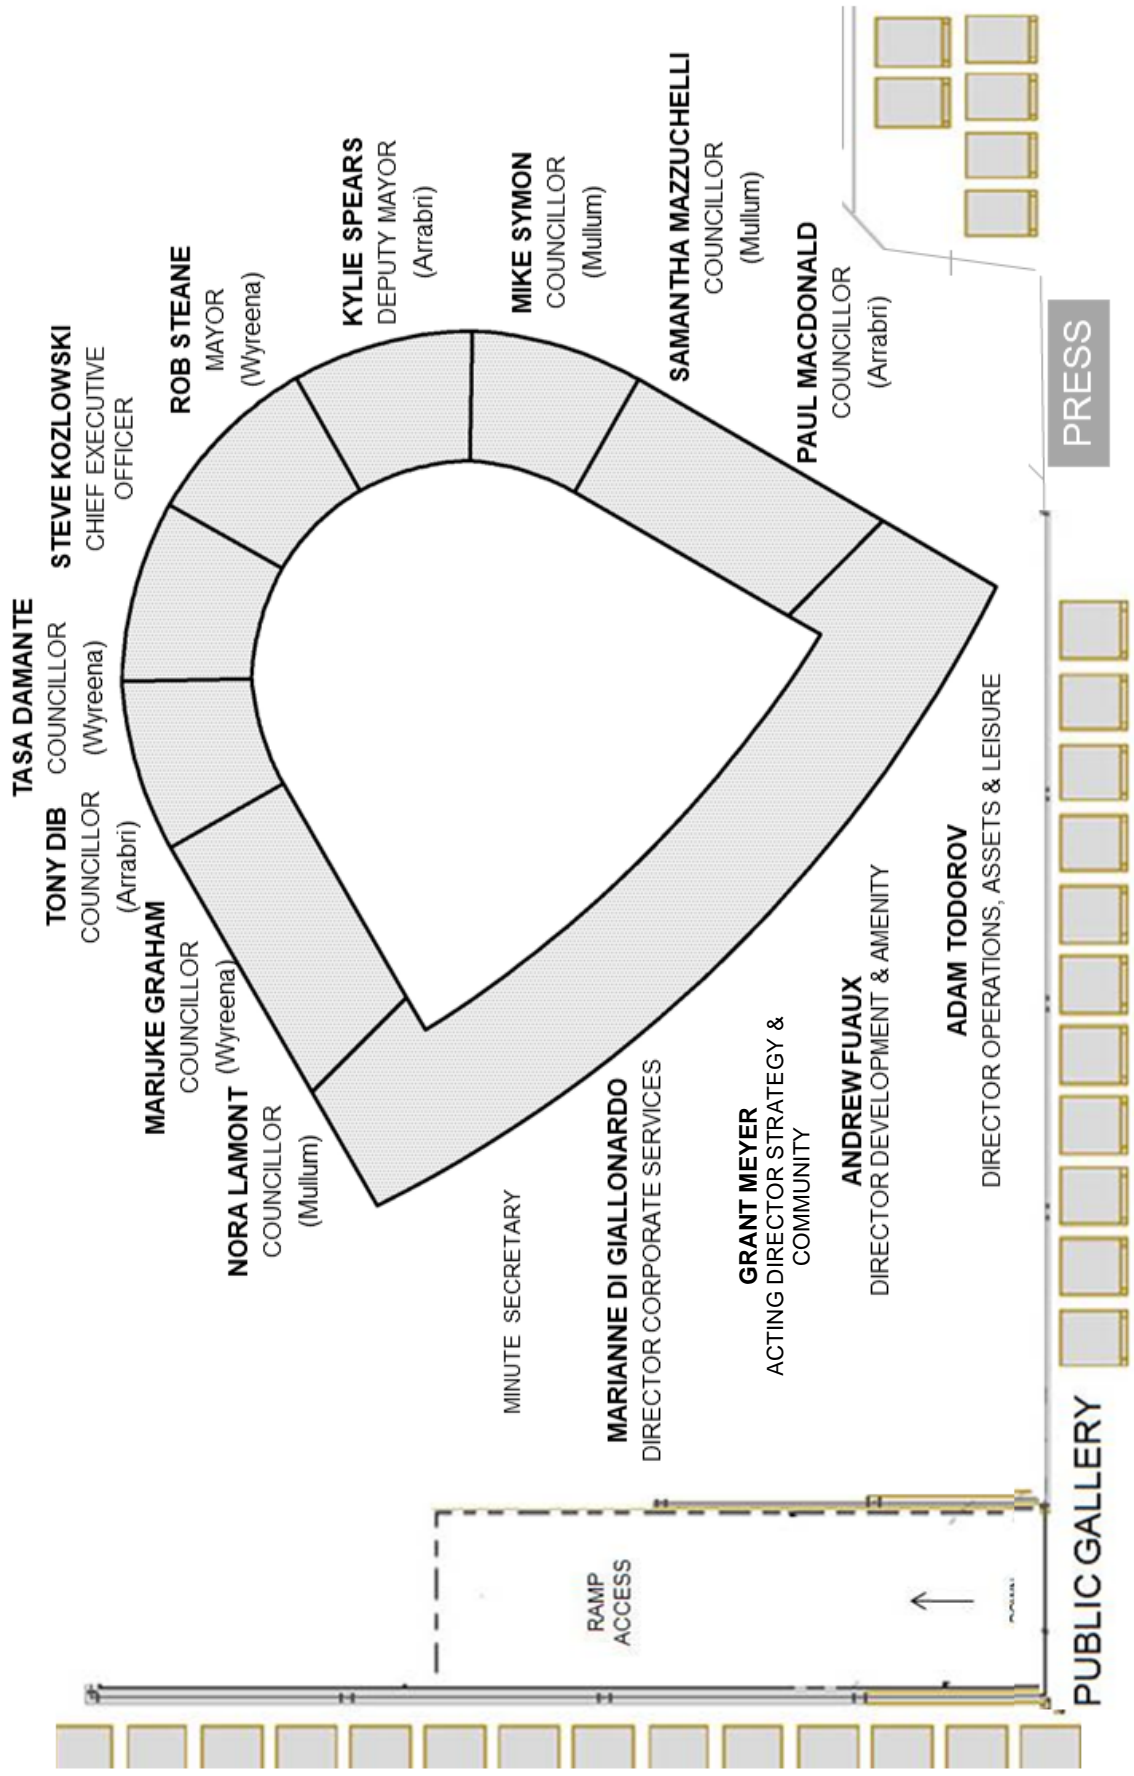 TASA DAMANTE
COUNCILLOR
(Wyreena)
TONY DIB
COUNCILLOR
(Arrabri)
STEVE KOZLOWSKI
CHIEF EXECUTIVE
OFFICER
MARIJKE GRAHAM
COUNCILLOR
(Wyreena)
ROB STEANE
MAYOR
(Wyreena)
NORA LAMONT
COUNCILLOR
(Mullum)
KYLIE SPEARS
DEPUTY MAYOR
(Arrabri)
MINUTE SECRETARY
MIKE SYMON
COUNCILLOR
(Mullum)
MARIANNE DI GIALLONARDO
DIRECTOR CORPORATE SERVICES
SAMANTHA MAZZUCHELLI
COUNCILLOR
(Mullum)
GRANT MEYER
ACTING DIRECTOR STRATEGY &
COMMUNITY
PAUL MACDONALD
COUNCILLOR
(Arrabri)
ANDREW FUAUX
DIRECTOR DEVELOPMENT & AMENITY
ADAM TODOROV
DIRECTOR OPERATIONS, ASSETS & LEISURE
RAMP
ACCESS
PUBLIC GALLERY
PRESS